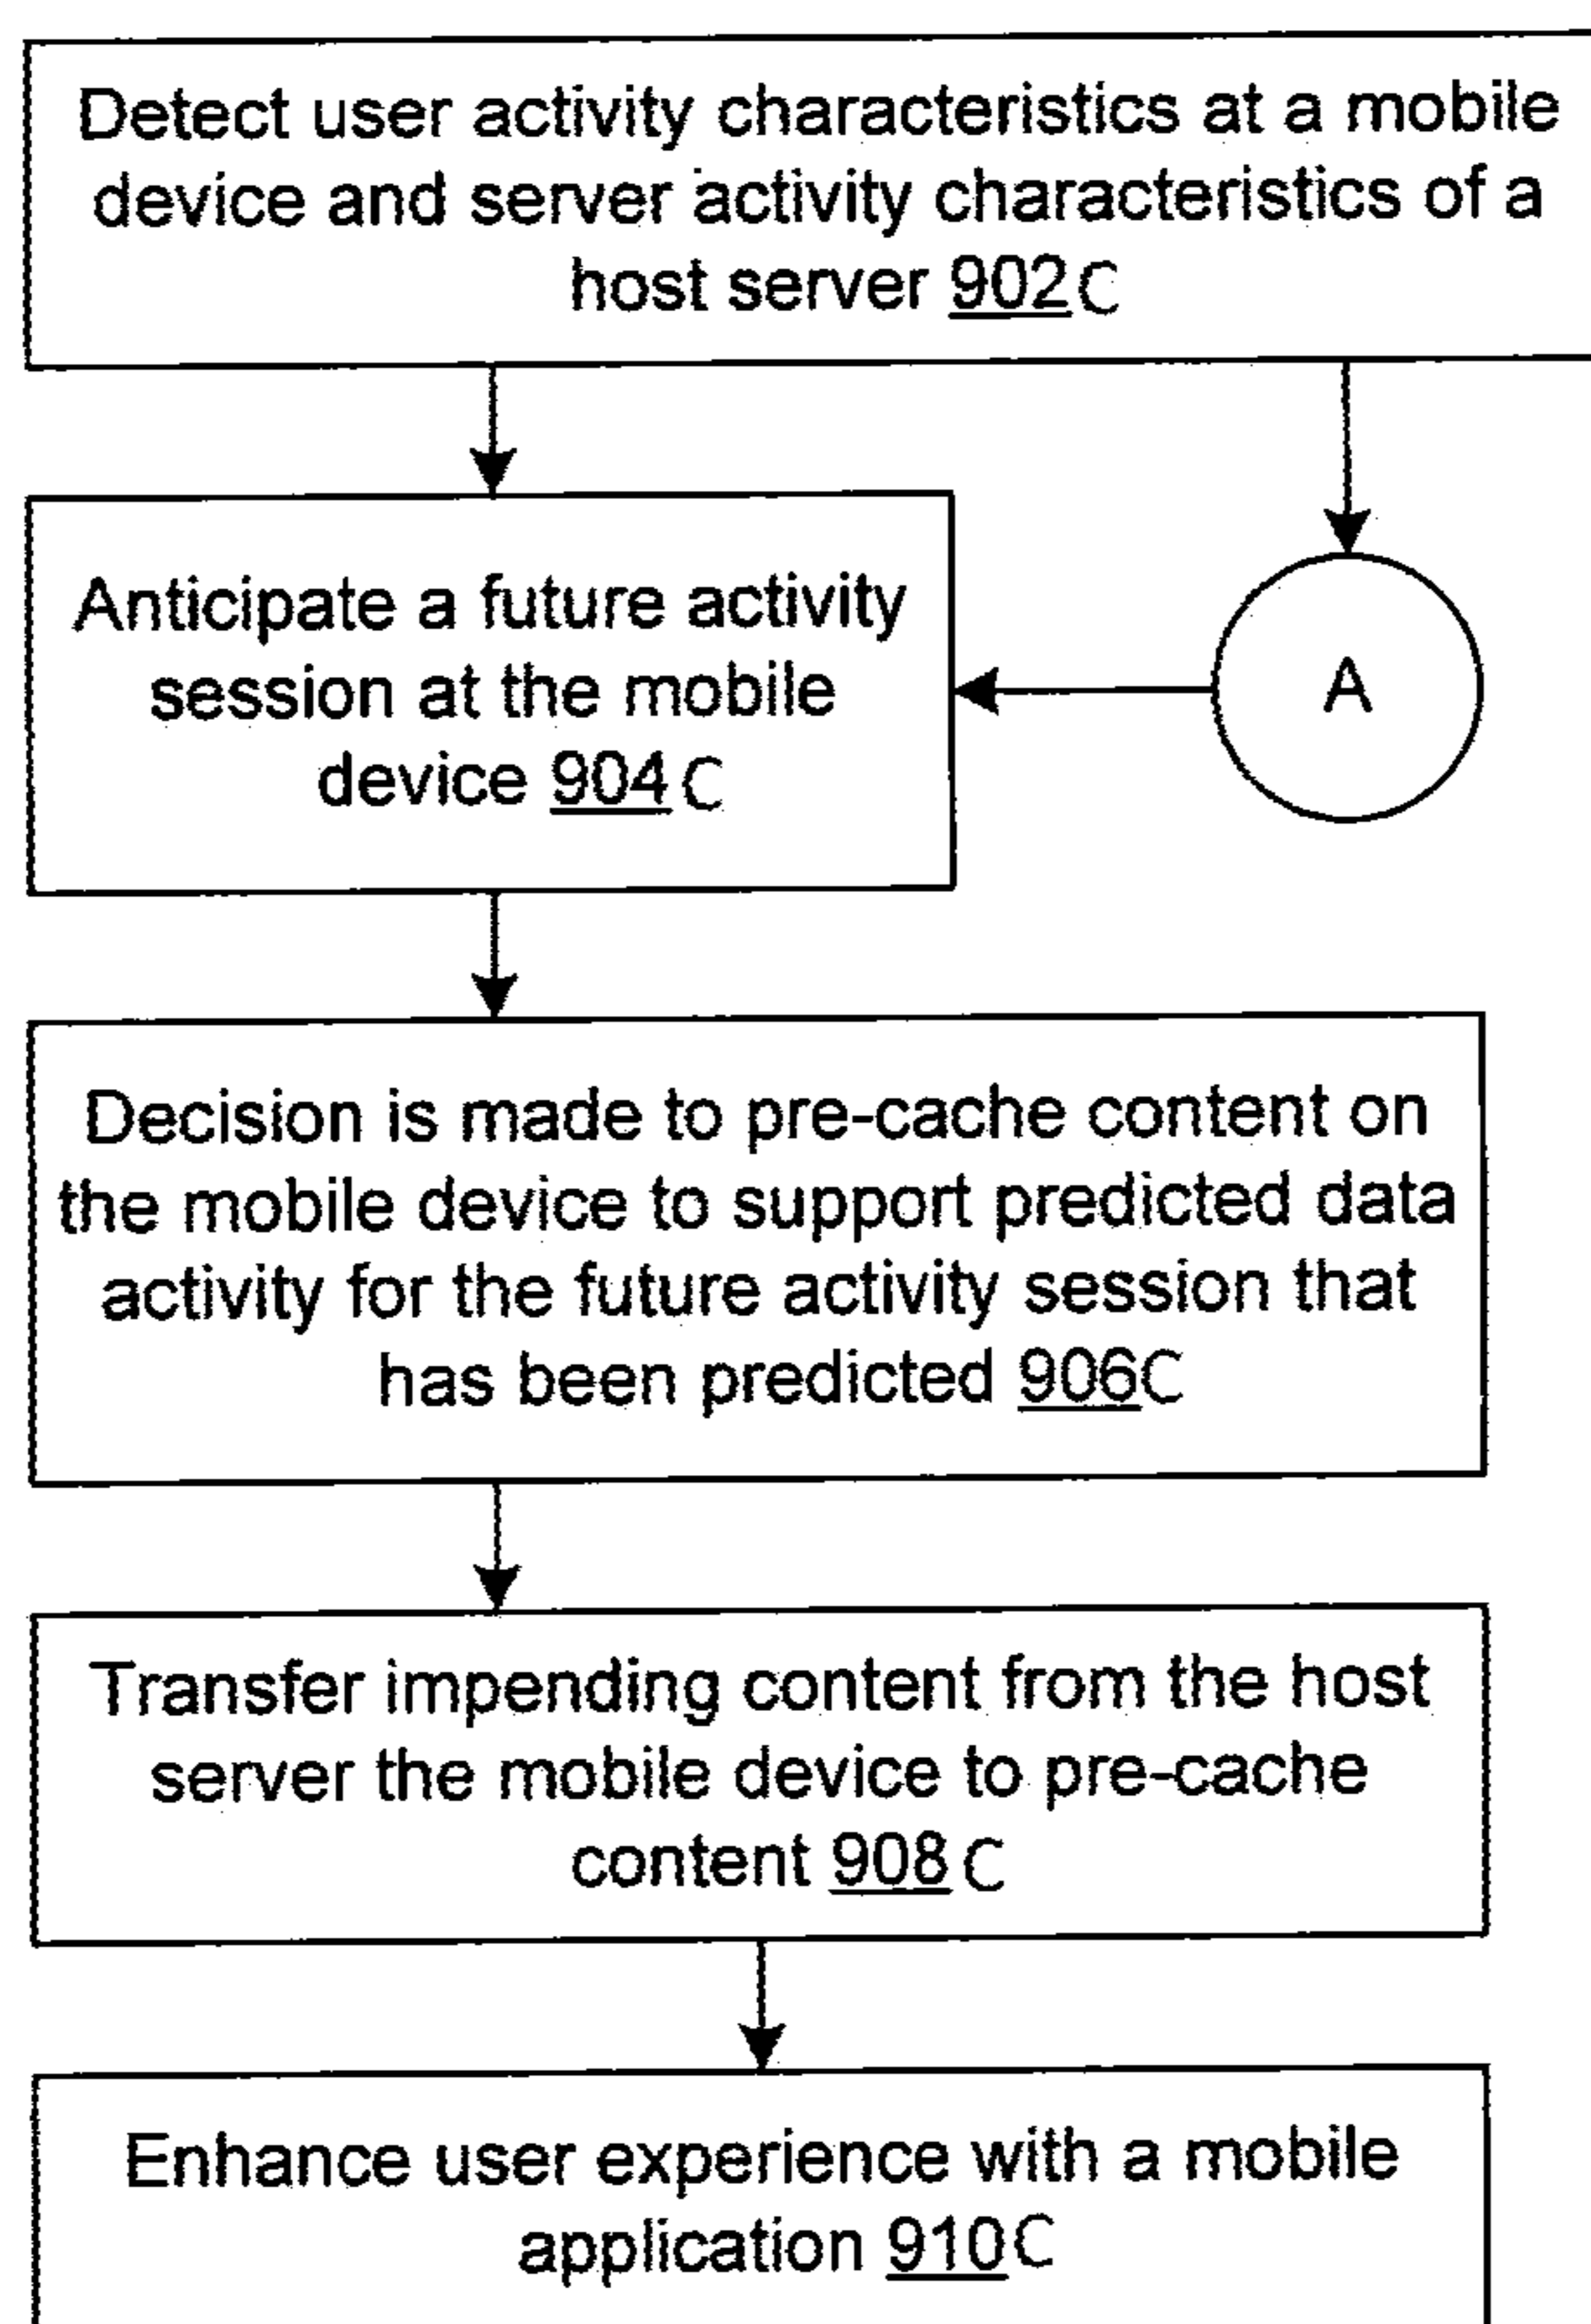 Detect user activity characteristics at a mobile
device and server activity characteristics of a
host server 902C
Anticipate a future activity
session at the mobile
device 904C
A
Decision is made to pre-cache content on
the mobile device to support predicted data
activity for the future activity session that
has been predicted 906C
Transfer impending content from the host
server the mobile device to pre-cache
content 908C
Enhance user experience with a mobile
application 910C